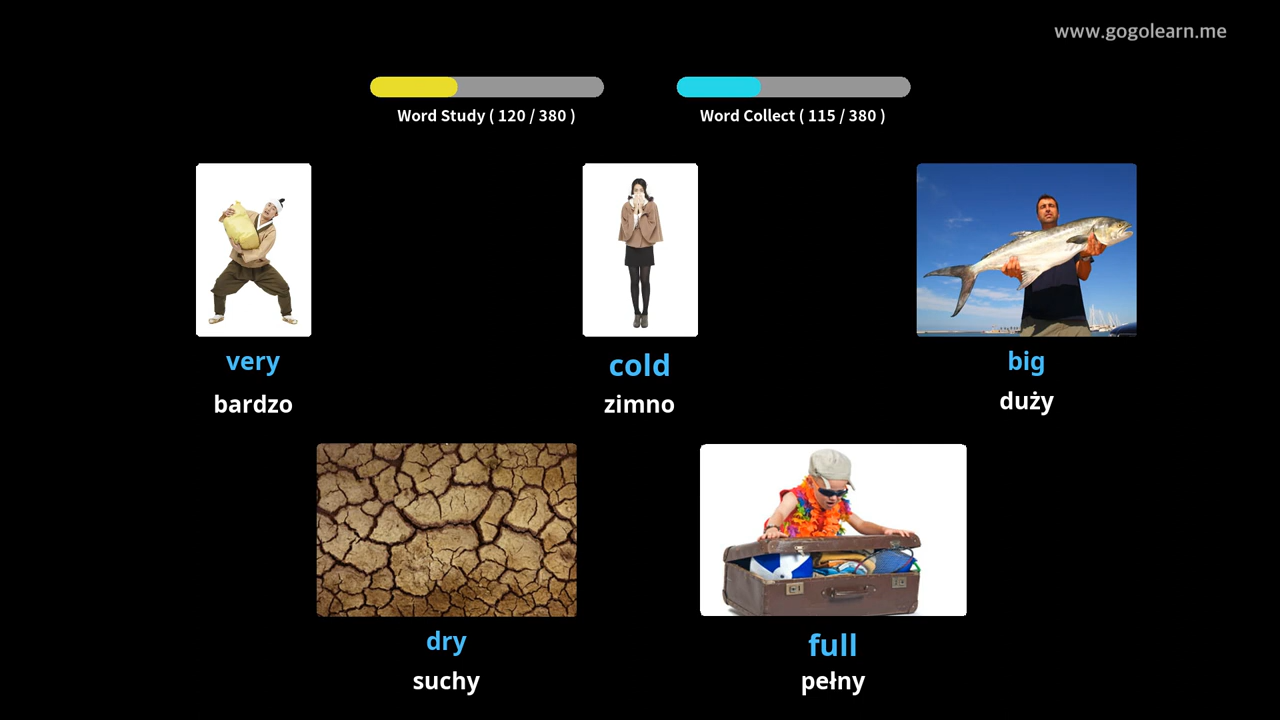 www.gogolearn.me
Word Study ( 120 / 380 )
Word Collect ( 115 / 380 )
very
bardzo
cold
zimno
big
duży
dry
suchy
full
pełny